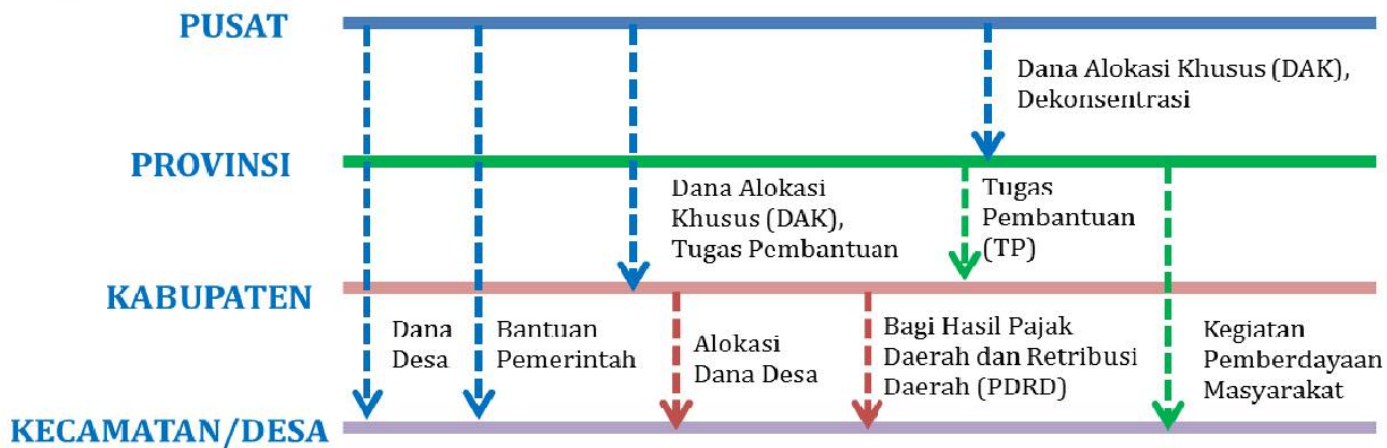 PUSAT
Dana Alokasi Khusus (DAK),
Dekonsentrasi
PROVINSI
Dana Alokasi
Khusus (DAK),
Tugas Pembantuan
Tugas
Pembantuan
(TP)
KABUPATEN
Dana
Desa
Bantuan
Pemerintah
Alokasi
Dana Desa
Bagi Hasil Pajak
Daerah dan Retribusi
Daerah (PDRD)
Kegiatan
Pemberdayaan
Masyarakat
KECAMATAN/DESA